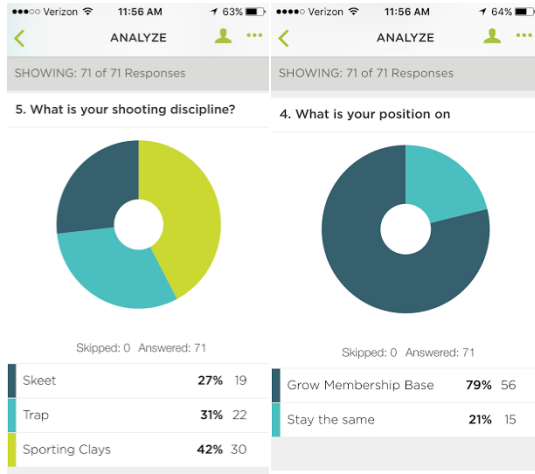 Verizon 11:56 AM 63%
ANALYZE
SHOWING: 71 of 71 Responses
5. What is your shooting discipline?
Skipped: 0 Answered: 71
Skeet 27% 19
Trap 31% 22
Sporting Clays 42% 30
Verizon 11:56 AM 64%
ANALYZE
SHOWING: 71 of 71 Responses
4. What is your position on
Skipped: 0 Answered: 71
Grow Membership Base 79% 56
Stay the same 21% 15